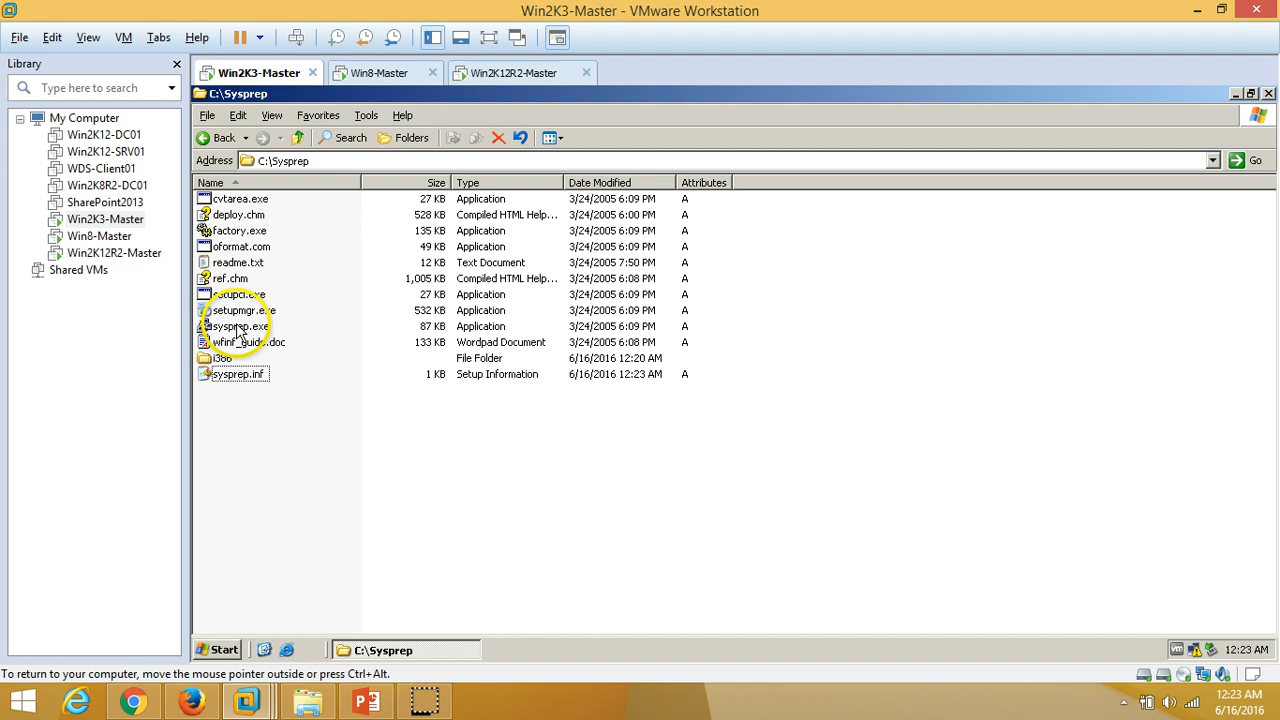 Win2K3-Master - VMware Workstation
File Edit View VM Tabs Help
Library
Type here to search
My Computer
Win2K12-DC01
Win2K12-SRV01
WDS-Client01
Win2K8R2-DC01
SharePoint2013
Win2K3-Master
Win8-Master
Win2K12R2-Master
Shared VMs
Win2K3-Master Win8-Master Win2K12R2-Master
C:\Sysprep
File Edit View Favorites Tools Help
Back Search Folders
Address C:\Sysprep Go
Name Size Type Date Modified Attributes
cvtarea.exe 27 KB Application 3/24/2005 6:09 PM A
deploy.chm 528 KB Compiled HTML Help... 3/24/2005 6:00 PM A
factory.exe 135 KB Application 3/24/2005 6:09 PM A
oformat.com 49 KB Application 3/24/2005 6:09 PM A
readme.txt 12 KB Text Document 3/24/2005 7:50 PM A
ref.chm 1,005 KB Compiled HTML Help... 3/24/2005 6:08 PM A
setupcl.exe 27 KB Application 3/24/2005 6:09 PM A
setupmgr.exe 532 KB Application 3/24/2005 6:09 PM A
sysprep.exe 87 KB Application 3/24/2005 6:09 PM A
wfinf_guide.doc 133 KB Wordpad Document 3/24/2005 6:08 PM A
i386 File Folder 6/16/2016 12:20 AM
sysprep.inf 1 KB Setup Information 6/16/2016 12:23 AM A
Start C:\Sysprep 12:23 AM
To return to your computer, move the mouse pointer outside or press Ctrl+Alt.
12:23 AM
6/16/2016